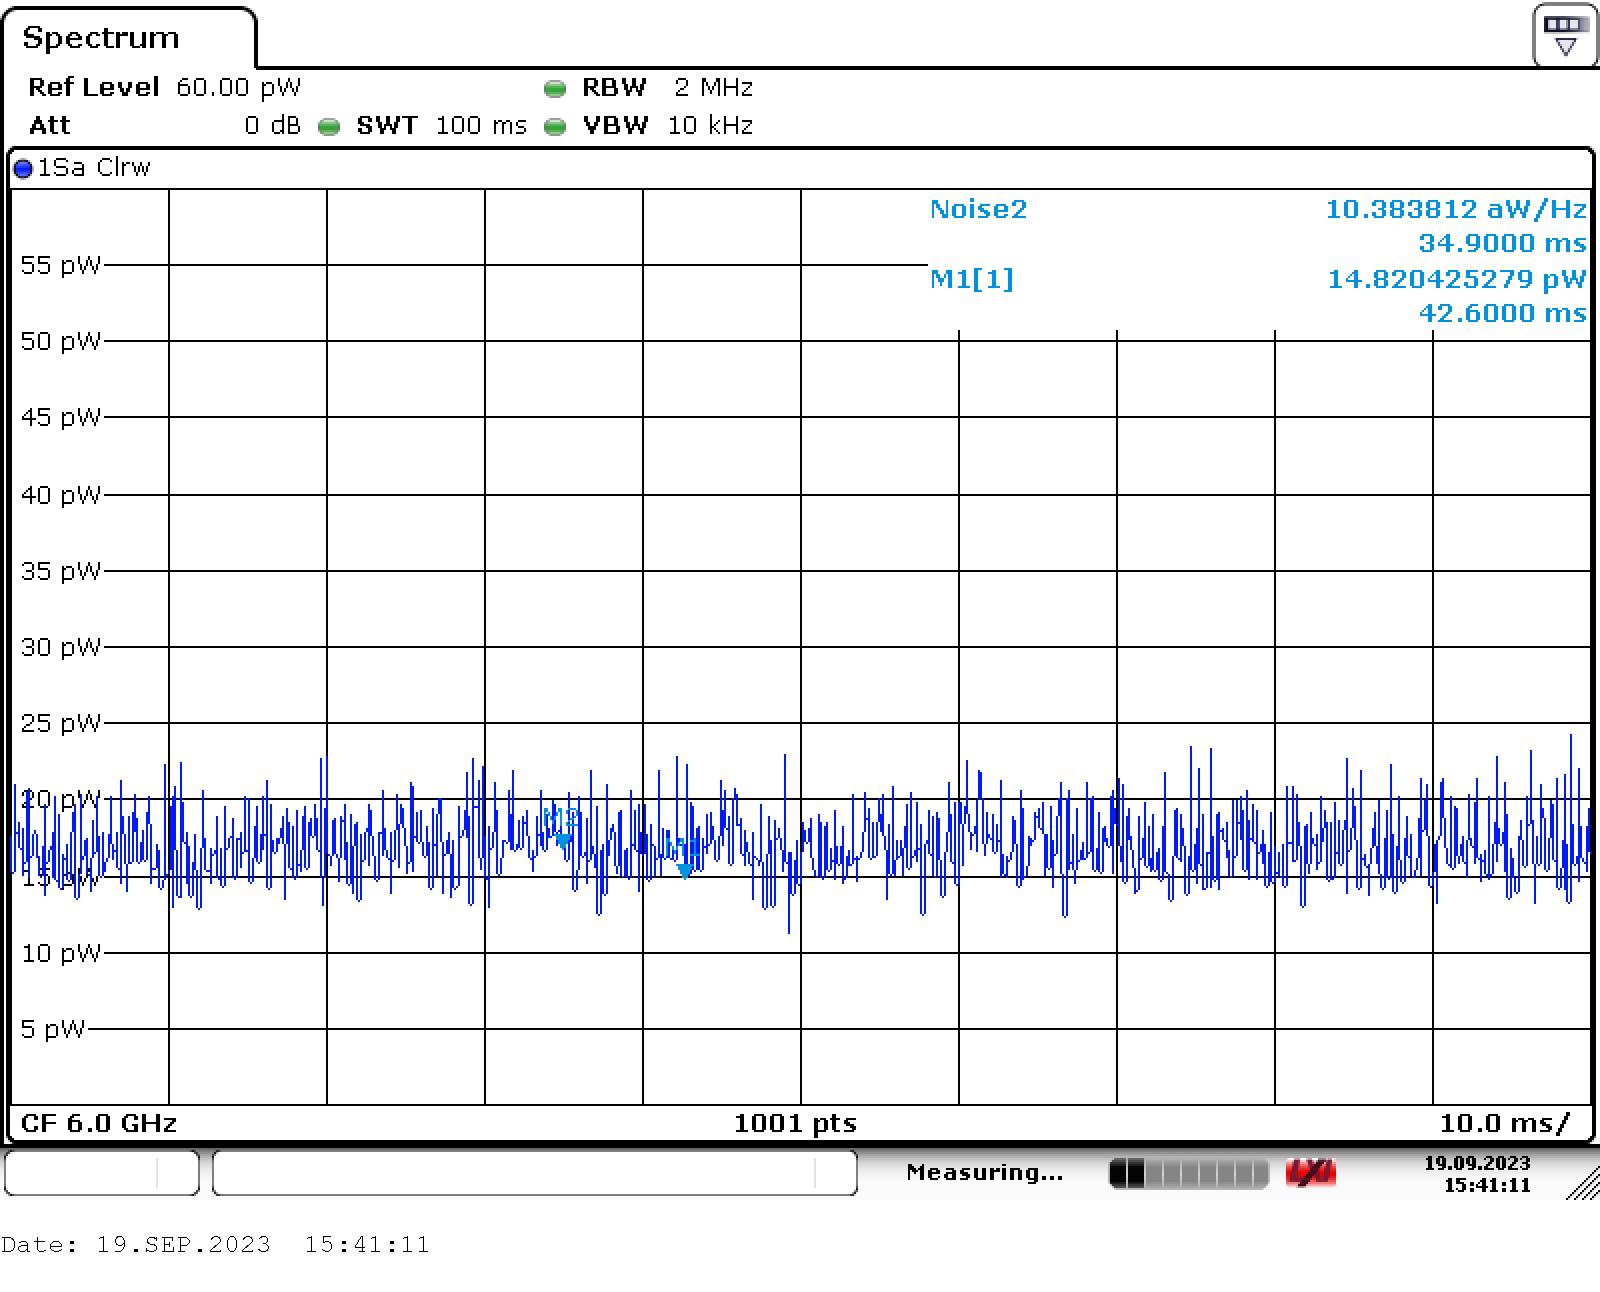 Spectrum
Ref Level 60.00 pW RBW 2 MHz
Att 0 dB SWT 100 ms VBW 10 kHz
1Sa Clrw
Noise2 10.383812 aW/Hz
34.9000 ms
M1[1] 14.820425279 pW
42.6000 ms
55 pW
50 pW
45 pW
40 pW
35 pW
30 pW
25 pW
20 pW
M2
M1
15 pW
10 pW
5 pW
CF 6.0 GHz 1001 pts 10.0 ms/
Measuring... LXI 19.09.2023
15:41:11
Date: 19.SEP.2023 15:41:11